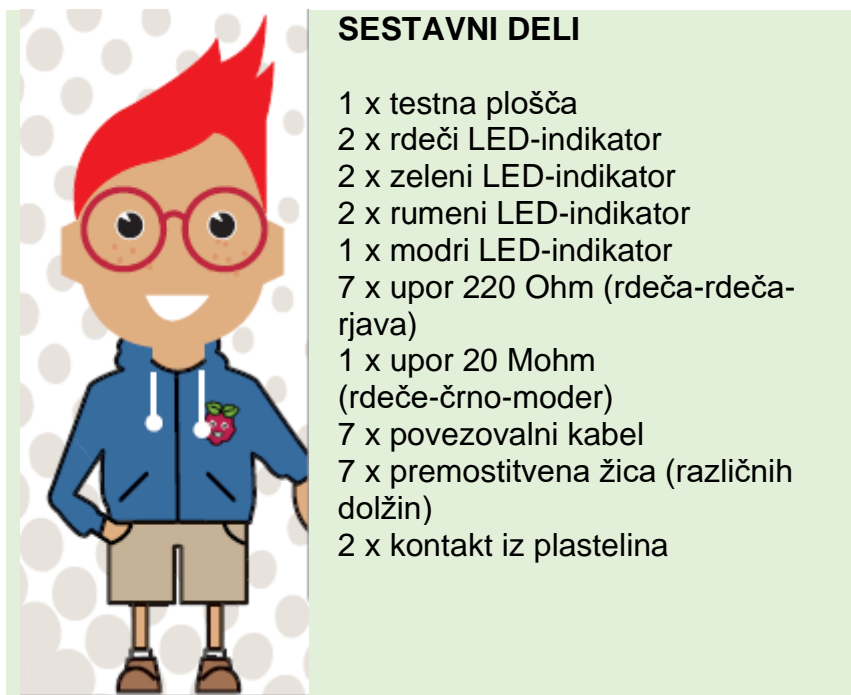 SESTAVNI DELI
1 x testna plošča
2 x rdeči LED-indikator
2 x zeleni LED-indikator
2 x rumeni LED-indikator
1 x modri LED-indikator
7 x upor 220 Ohm (rdeča-rdeča-
rjava)
1 x upor 20 Mohm
(rdeče-črno-moder)
7 x povezovalni kabel
7 x premostitvena žica (različnih
dolžin)
2 x kontakt iz plastelina